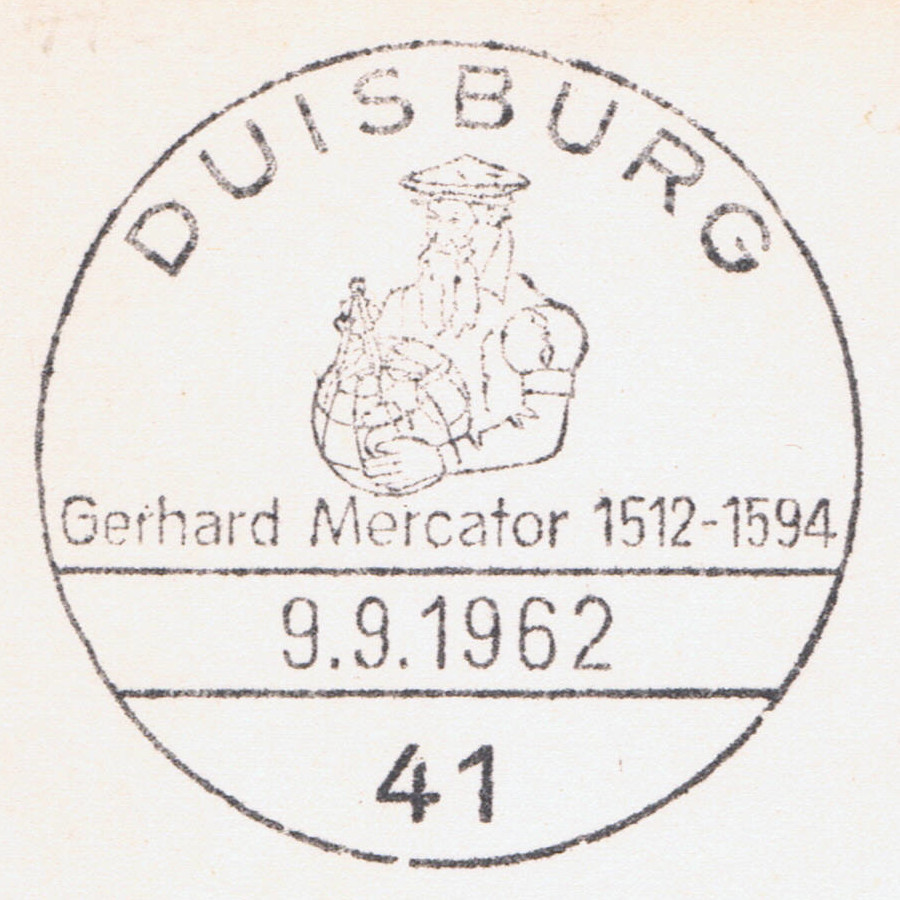 DUISBURG
Gerhard Mercator 1512-1594
9.9.1962
41